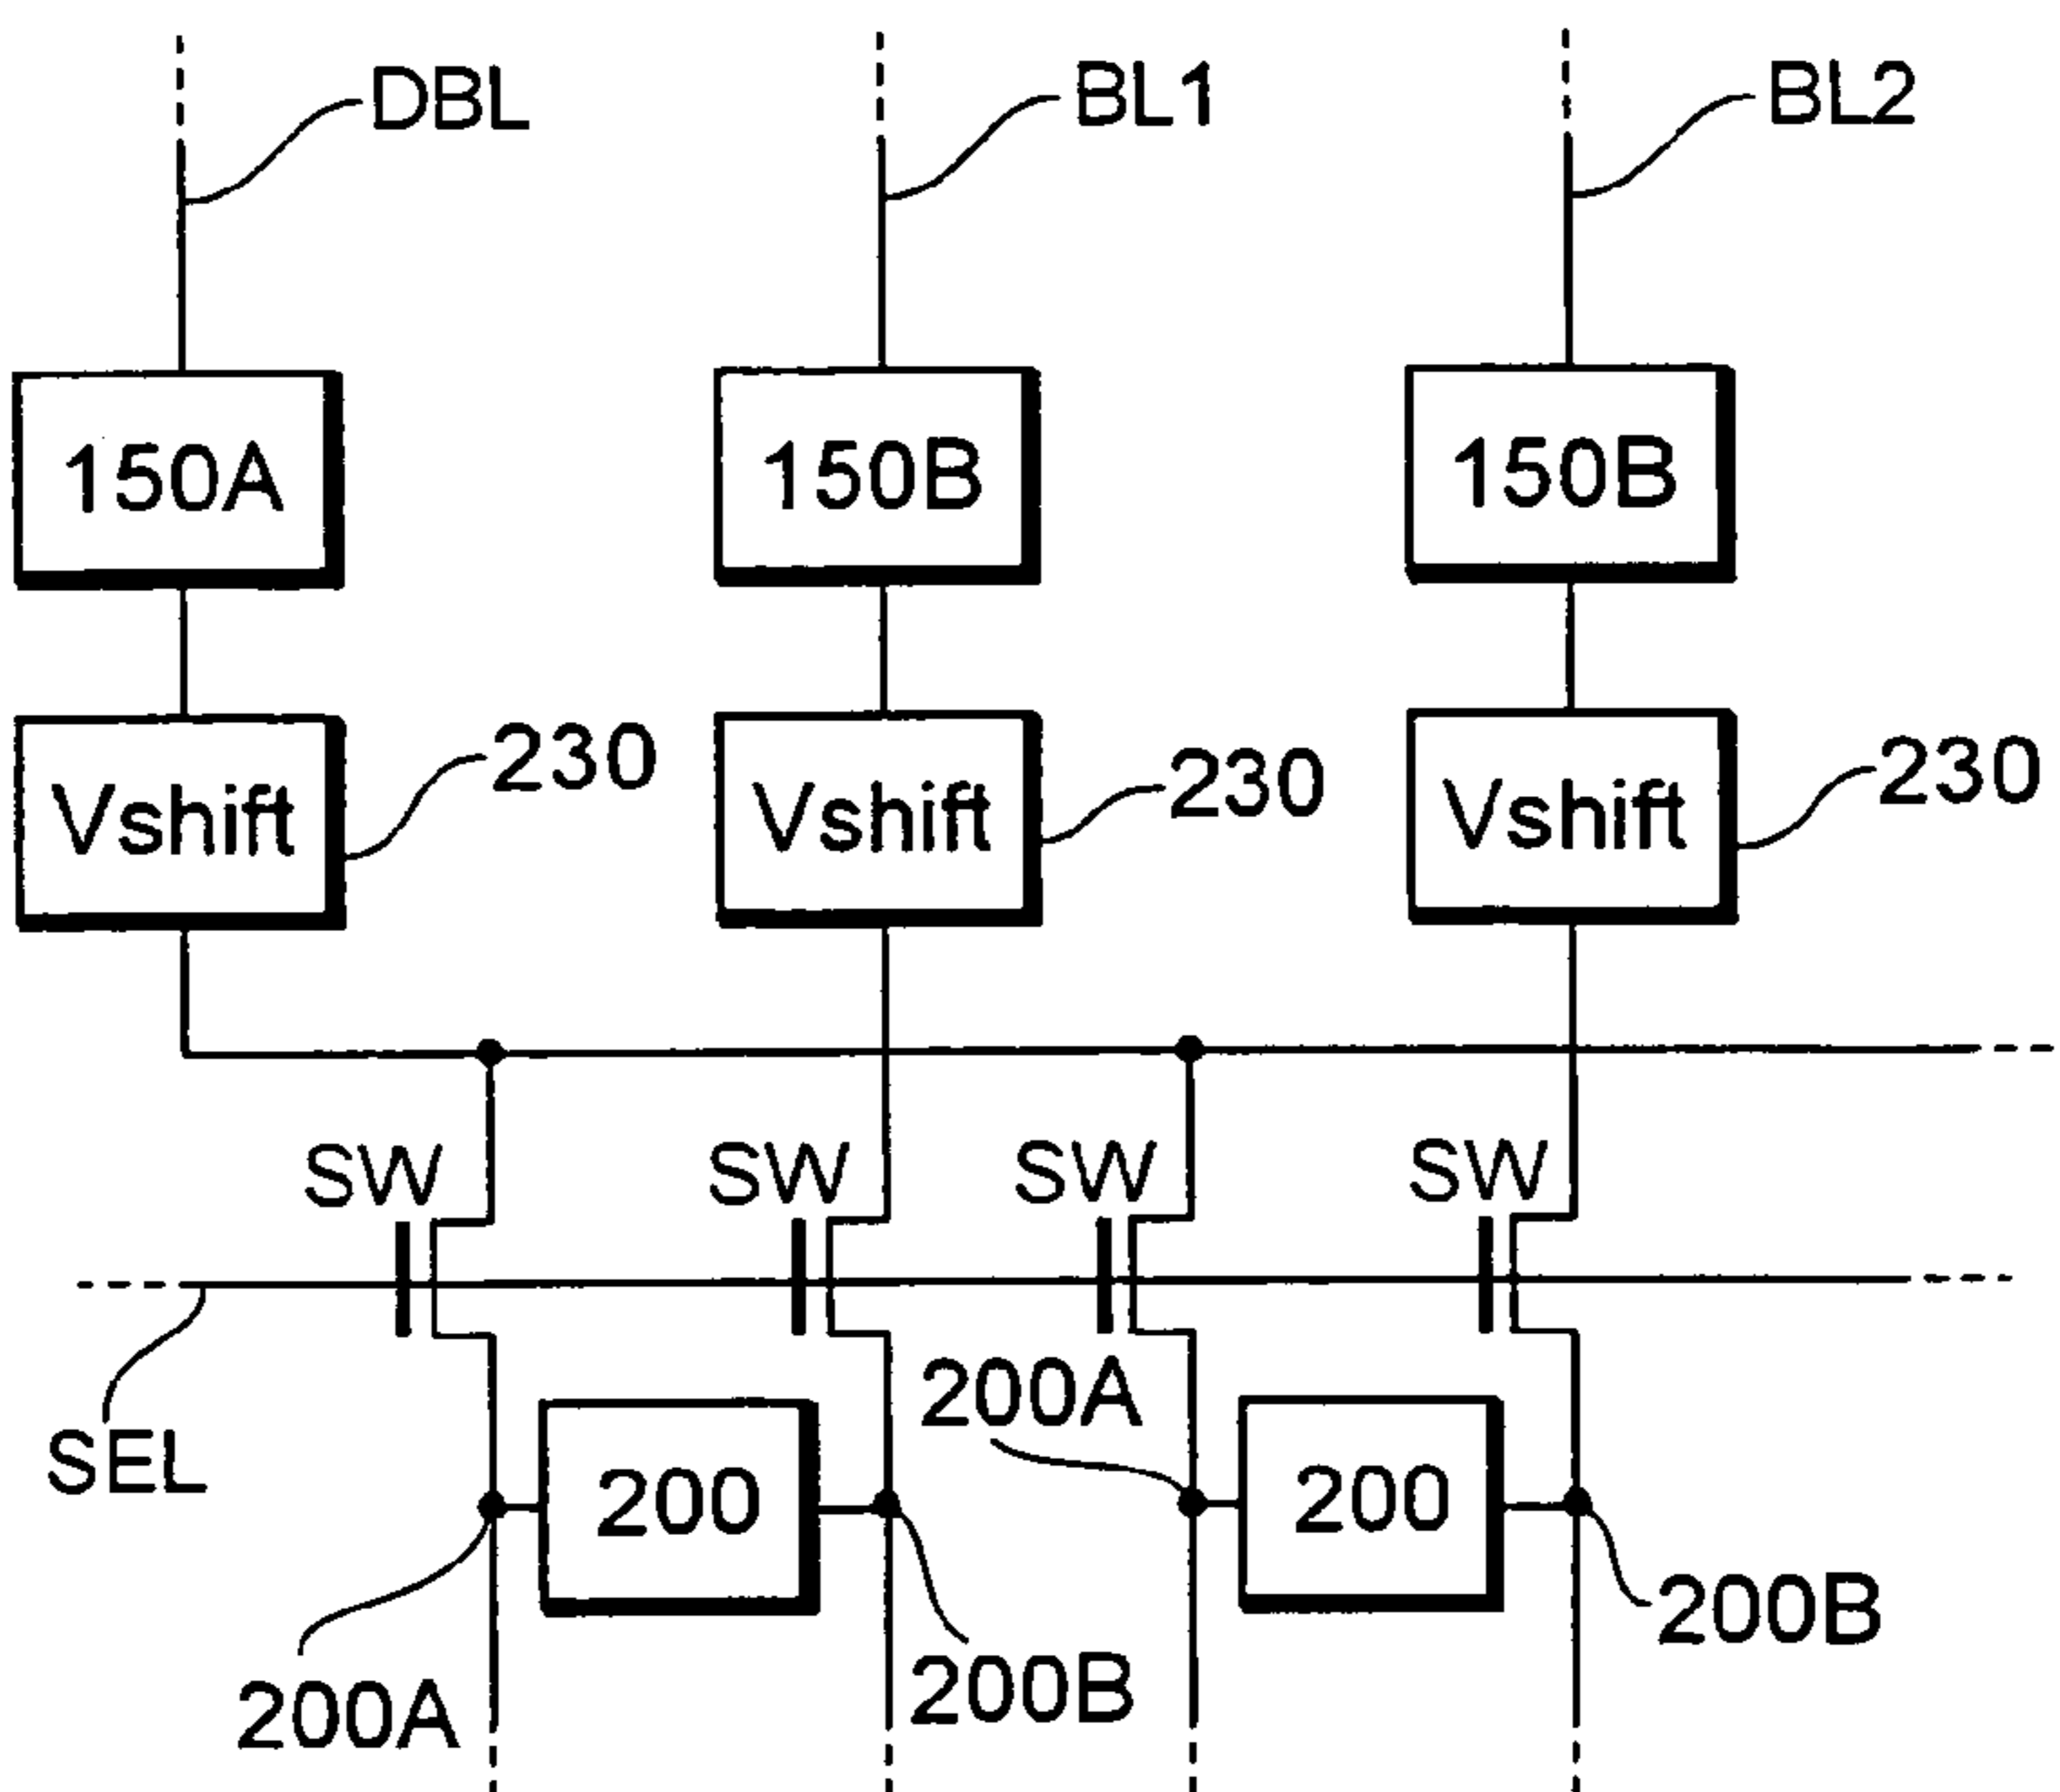 DBL
BL1
BL2
150A
150B
150B
Vshift
230
Vshift
230
Vshift
230
SW
SW
SW
SW
SEL
200A
200
200
200A
200B
200B